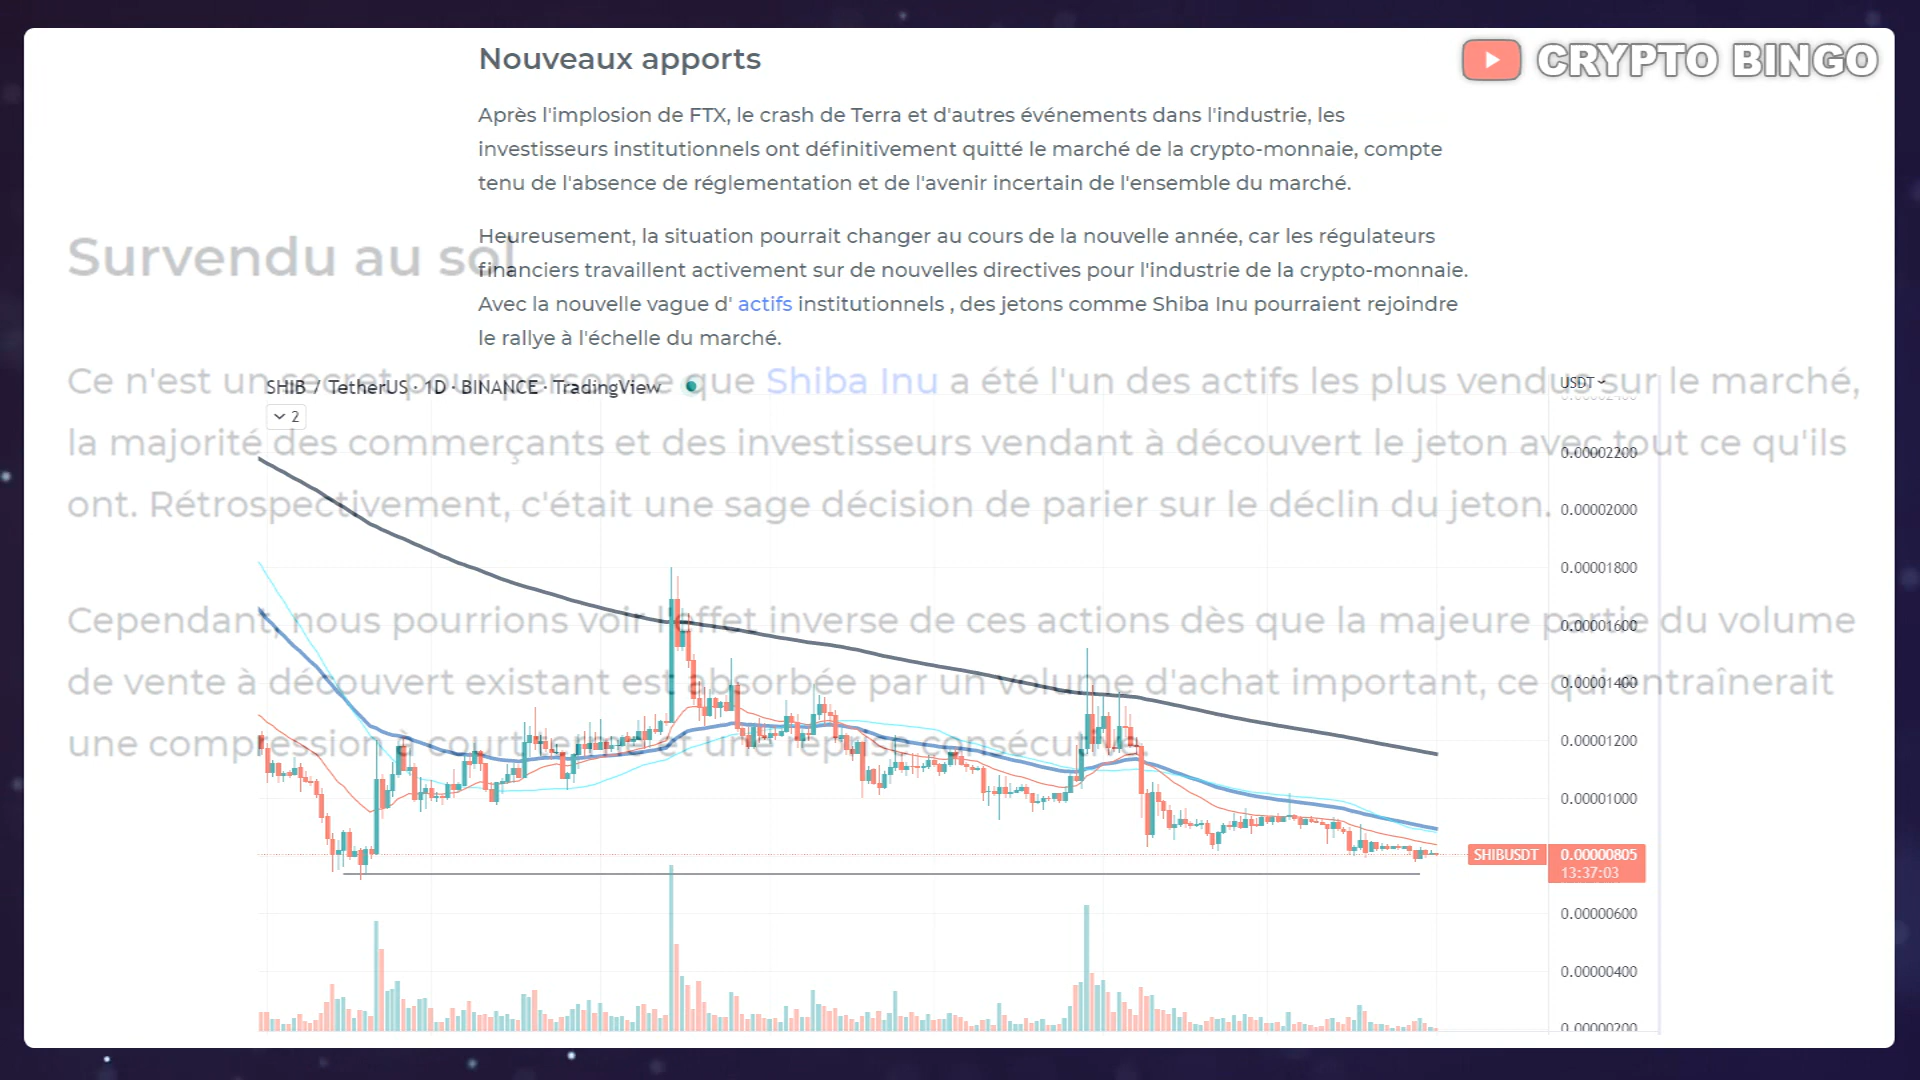 CRYPTO BINGO
Nouveaux apports
Après l'implosion de FTX, le crash de Terra et d'autres événements dans l'industrie, les
investisseurs institutionnels ont définitivement quitté le marché de la crypto-monnaie, compte
tenu de l'absence de réglementation et de l'avenir incertain de l'ensemble du marché.
Heureusement, la situation pourrait changer au cours de la nouvelle année, car les régulateurs
financiers travaillent activement sur de nouvelles directives pour l'industrie de la crypto-monnaie.
Avec la nouvelle vague d' actifs institutionnels , des jetons comme Shiba Inu pourraient rejoindre
le rallye à l'échelle du marché.
Survendu au sol
Ce n'est un secret pour personne que Shiba Inu a été l'un des actifs les plus vendus sur le marché,
la majorité des commerçants et des investisseurs vendant à découvert le jeton avec tout ce qu'ils
ont. Rétrospectivement, c'était une sage décision de parier sur le déclin du jeton.
Cependant, nous pourrions voir l'effet inverse de ces actions dès que la majeure partie du volume
de vente à découvert existant est absorbée par un volume d'achat important, ce qui entraînerait
une compression à court terme et une reprise
SHIB / TetherUS · 1D · BINANCE · TradingView
2
USDT
0.00002200
0.00002000
0.00001800
0.00001600
0.00001400
0.00001200
0.00001000
SHIBUSDT 0.00000805
13:37:03
0.00000600
0.00000400
0.00000200